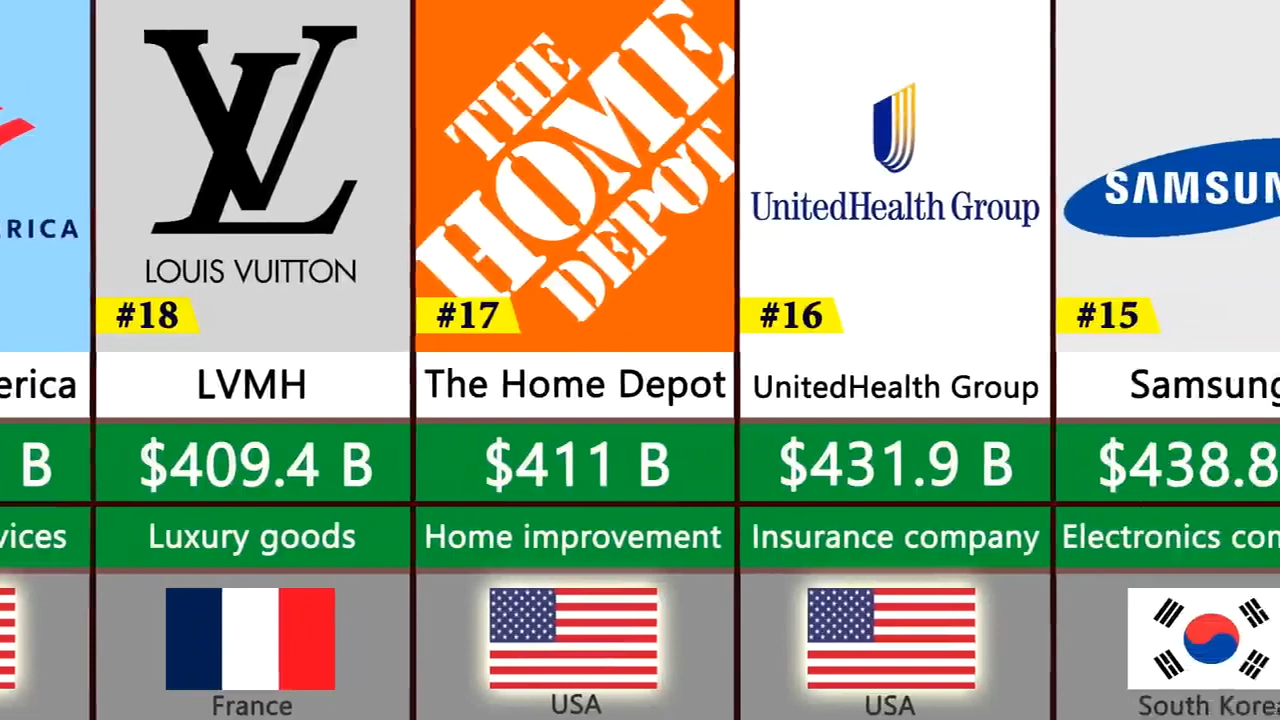 RICA
erica
B
vices
LOUIS VUITTON
#18
LVMH
$409.4 B
Luxury goods
France
THE
HOME
DEPOT
#17
The Home Depot
$411 B
Home improvement
USA
UnitedHealth Group
#16
UnitedHealth Group
$431.9 B
Insurance company
USA
SAMSUN
#15
Samsung
$438.8
Electronics con
South Korea